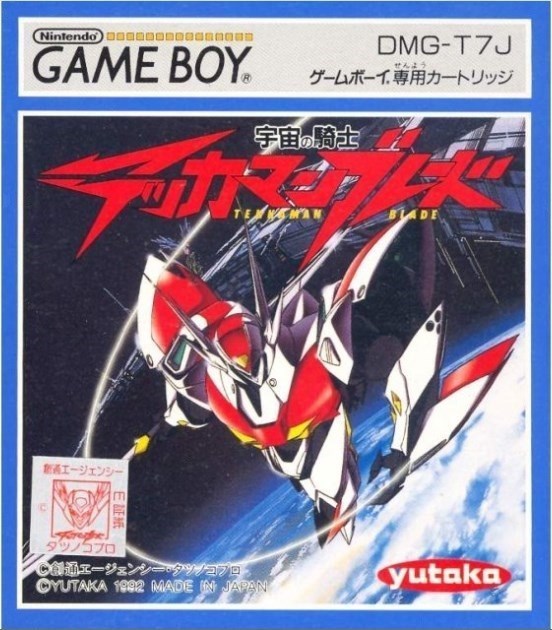 Nintendo
GAME BOY®
DMG-T7J
せんよう
ゲームボーイ®専用カートリッジ
宇宙の騎士
テッカマンブレード
TEKKAMAN BLADE
創通エージェンシー
©
証紙
タツノコプロ
©創通エージェンシー・タツノコプロ
©YUTAKA 1992 MADE IN JAPAN
yutaka